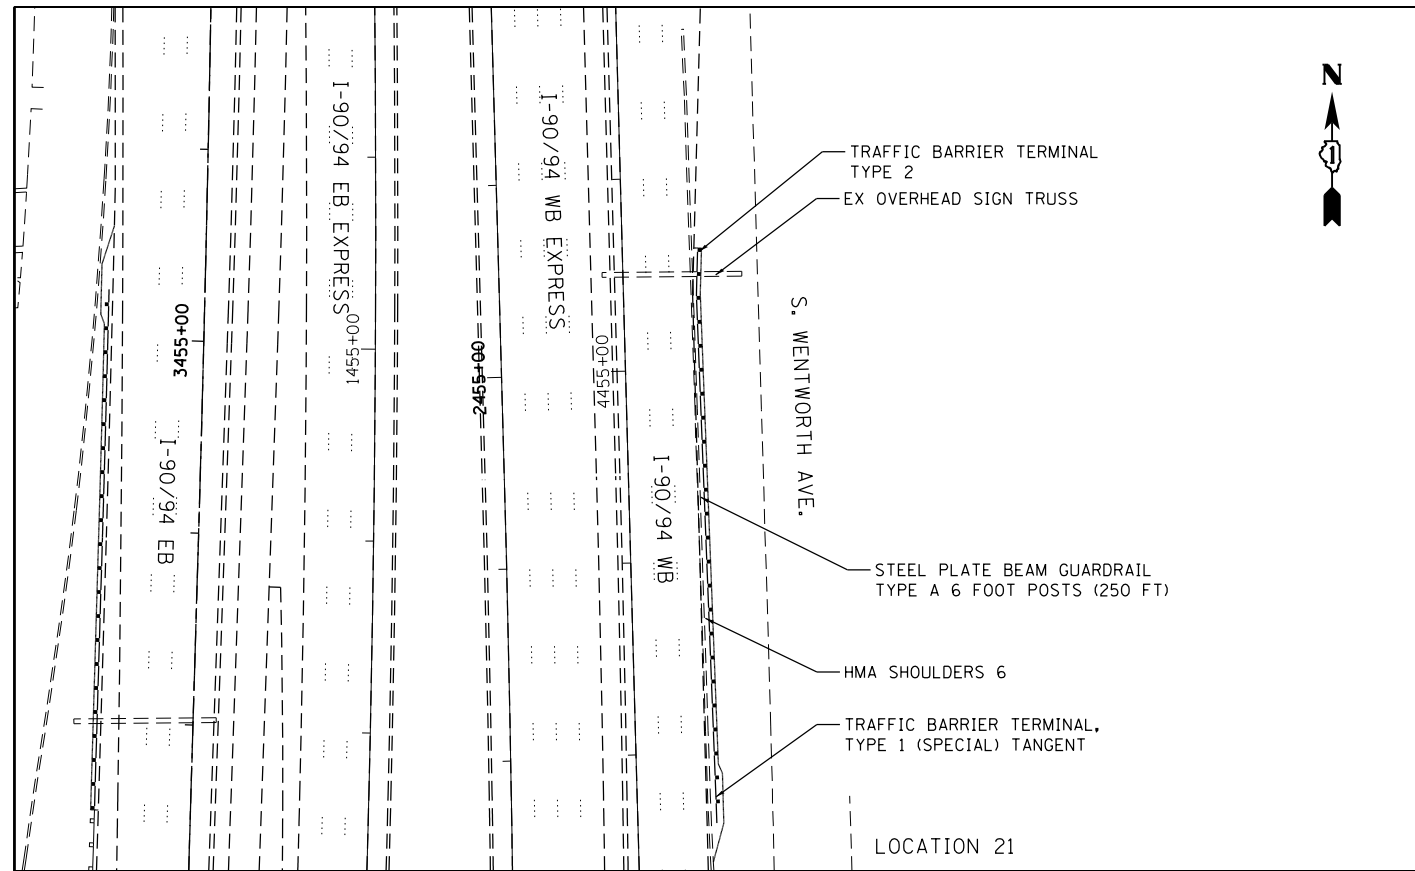 N
1
TRAFFIC BARRIER TERMINAL
TYPE 2
EX OVERHEAD SIGN TRUSS
I-90/94 EB EXPRESS
I-90/94 WB EXPRESS
S. WENTWORTH AVE.
3455+00
1455+00
2455+00
4455+00
I-90/94 EB
I-90/94 WB
STEEL PLATE BEAM GUARDRAIL
TYPE A 6 FOOT POSTS (250 FT)
HMA SHOULDERS 6
TRAFFIC BARRIER TERMINAL,
TYPE 1 (SPECIAL) TANGENT
LOCATION 21